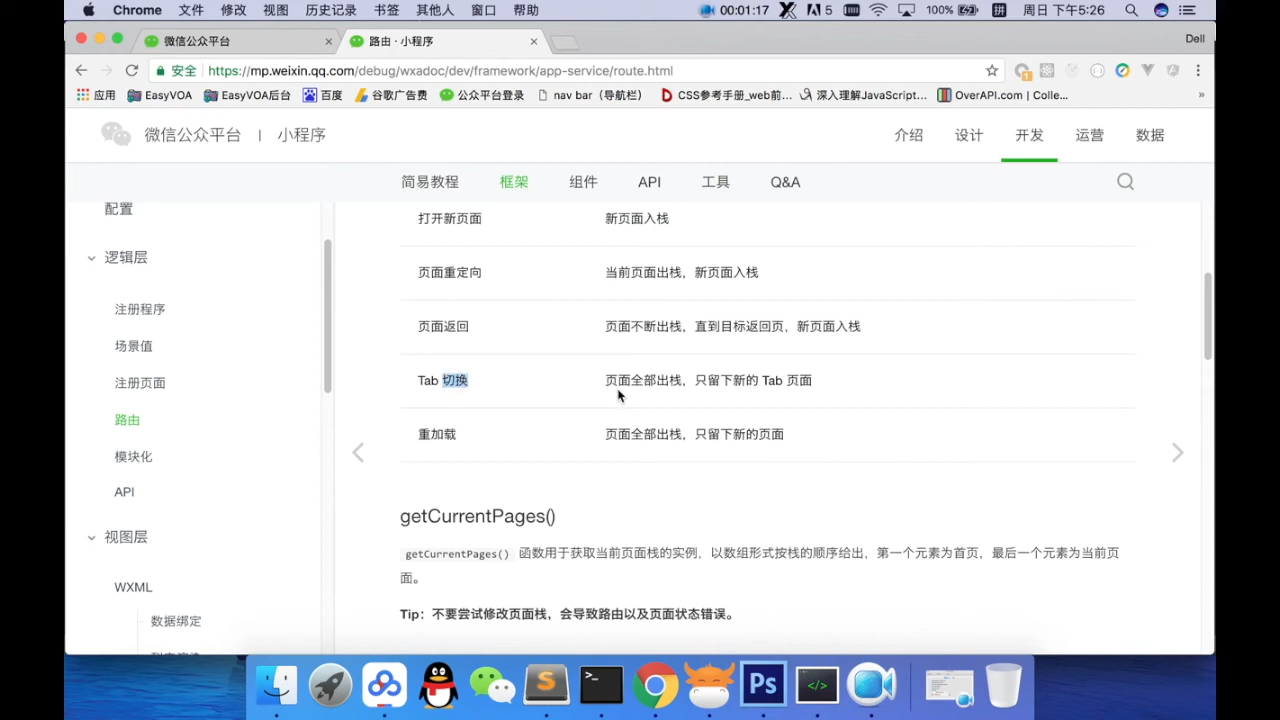 Chrome 文件 修改 视图 历史记录 书签 其他人 窗口 帮助 00:01:17 5 100% 拼 周日 下午5:26
微信公众平台 × 路由 · 小程序 × Dell
安全 https://mp.weixin.qq.com/debug/wxadoc/dev/framework/app-service/route.html
应用 EasyVOA EasyVOA后台 百度 谷歌广告费 公众平台登录 nav bar（导航栏） CSS参考手册_web前... 深入理解JavaScript... OverAPI.com | Colle... »
微信公众平台 | 小程序 介绍 设计 开发 运营 数据
简易教程 框架 组件 API 工具 Q&A
配置
逻辑层
注册程序
场景值
注册页面
路由
模块化
API
视图层
WXML
数据绑定
打开新页面 新页面入栈
页面重定向 当前页面出栈，新页面入栈
页面返回 页面不断出栈，直到目标返回页，新页面入栈
Tab 切换 页面全部出栈，只留下新的 Tab 页面
重加载 页面全部出栈，只留下新的页面
getCurrentPages()
getCurrentPages() 函数用于获取当前页面栈的实例，以数组形式按栈的顺序给出，第一个元素为首页，最后一个元素为当前页
面。
Tip：不要尝试修改页面栈，会导致路由以及页面状态错误。
S >_ Ps </>